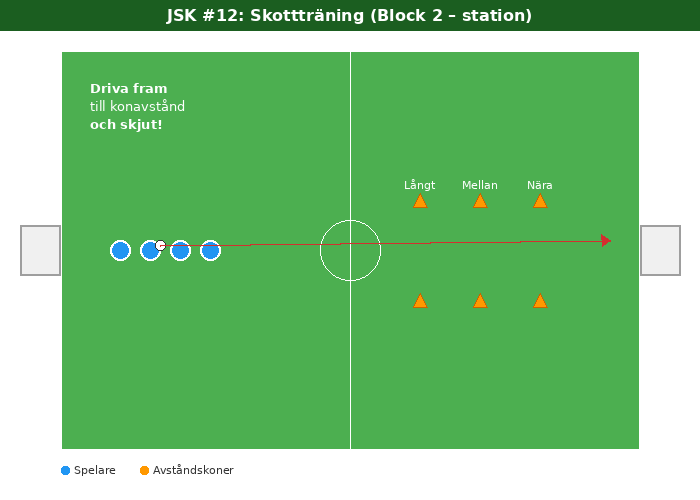 JSK #12: Skottträning (Block 2 – station)
Driva fram
till konavstånd
och skjut!
Långt Mellan Nära
Spelare Avståndskoner